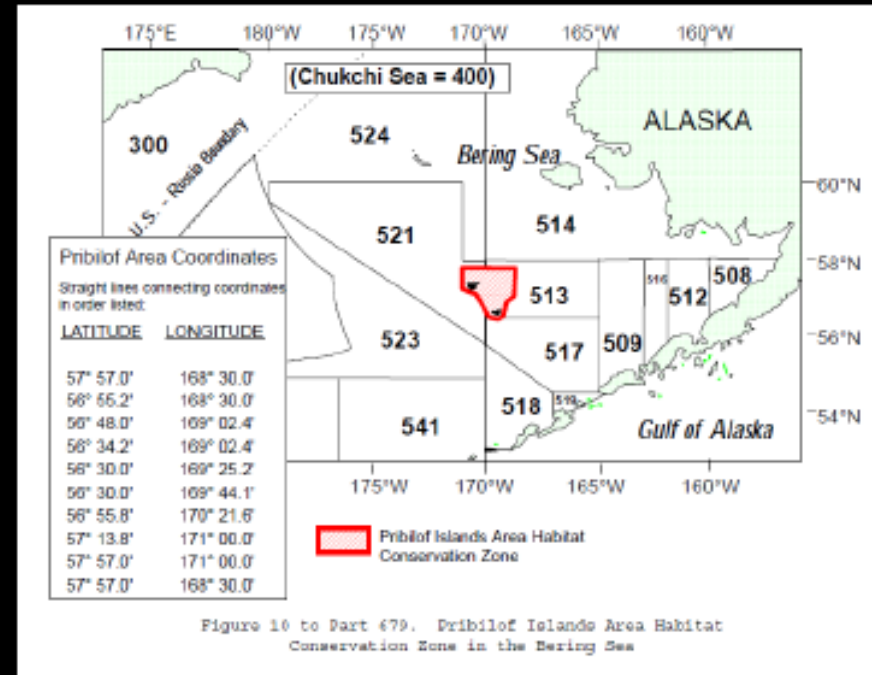 175°E 180°W 175°W 170°W 165°W 160°W
(Chukchi Sea = 400)
ALASKA
300
524
Bering Sea
U.S. - Russia Boundary
60°N
514
521
Pribilof Area Coordinates
Straight lines connecting coordinates
in order listed:
LATITUDE LONGITUDE
57° 57.0' 168° 30.0'
56° 55.2' 168° 30.0'
56° 48.0' 169° 02.4'
56° 34.2' 169° 02.4'
56° 30.0' 169° 25.2'
56° 30.0' 169° 44.1'
56° 55.8' 170° 21.6'
57° 13.8' 171° 00.0'
57° 57.0' 171° 00.0'
57° 57.0' 168° 30.0'
58°N
516
508
513
512
523
517
509
56°N
518
519
541
Gulf of Alaska
54°N
175°W 170°W 165°W 160°W
Pribilof Islands Area Habitat
Conservation Zone
Figure 10 to Part 679. Pribilof Islands Area Habitat
Conservation Zone in the Bering Sea